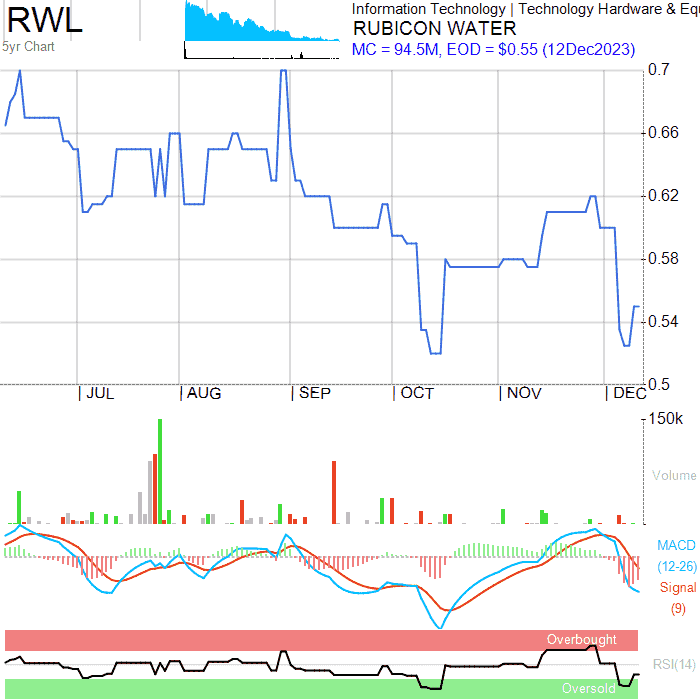 RWL
5yr Chart
Information Technology | Technology Hardware & Eq
RUBICON WATER
MC = 94.5M, EOD = $0.55 (12Dec2023)
0.7
0.66
0.62
0.58
0.54
0.5
| JUL | AUG | SEP | OCT | NOV | DEC
150k
Volume
MACD
(12-26)
Signal
(9)
Overbought
RSI(14)
Oversold